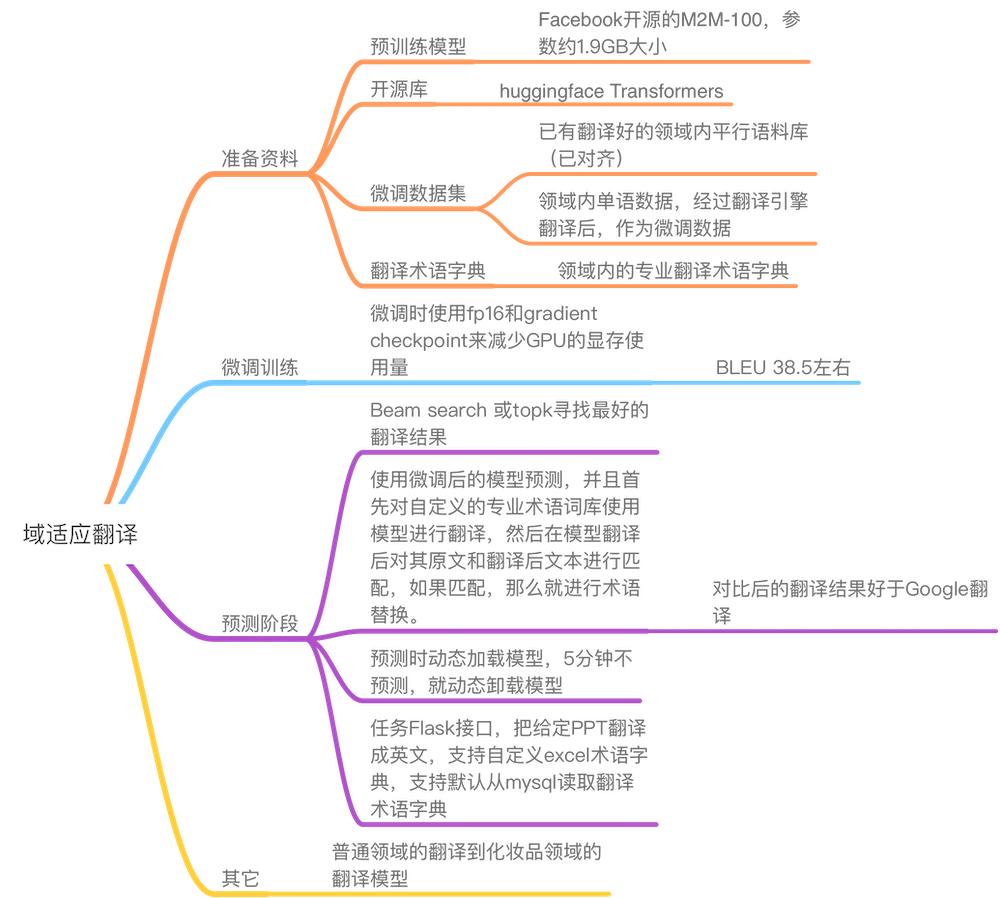 域适应翻译
准备资料
预训练模型
Facebook开源的M2M-100，参
数约1.9GB大小
开源库
huggingface Transformers
微调数据集
已有翻译好的领域内平行语料库
（已对齐）
领域内单语数据，经过翻译引擎
翻译后，作为微调数据
翻译术语字典
领域内的专业翻译术语字典
微调训练
微调时使用fp16和gradient
checkpoint来减少GPU的显存使
用量
BLEU 38.5左右
预测阶段
Beam search 或topk寻找最好的
翻译结果
使用微调后的模型预测，并且首
先对自定义的专业术语词库使用
模型进行翻译，然后在模型翻译
后对其原文和翻译后文本进行匹
配，如果匹配，那么就进行术语
替换。
对比后的翻译结果好于Google翻
译
预测时动态加载模型，5分钟不
预测，就动态卸载模型
任务Flask接口，把给定PPT翻译
成英文，支持自定义excel术语字
典，支持默认从mysql读取翻译
术语字典
其它
普通领域的翻译到化妆品领域的
翻译模型